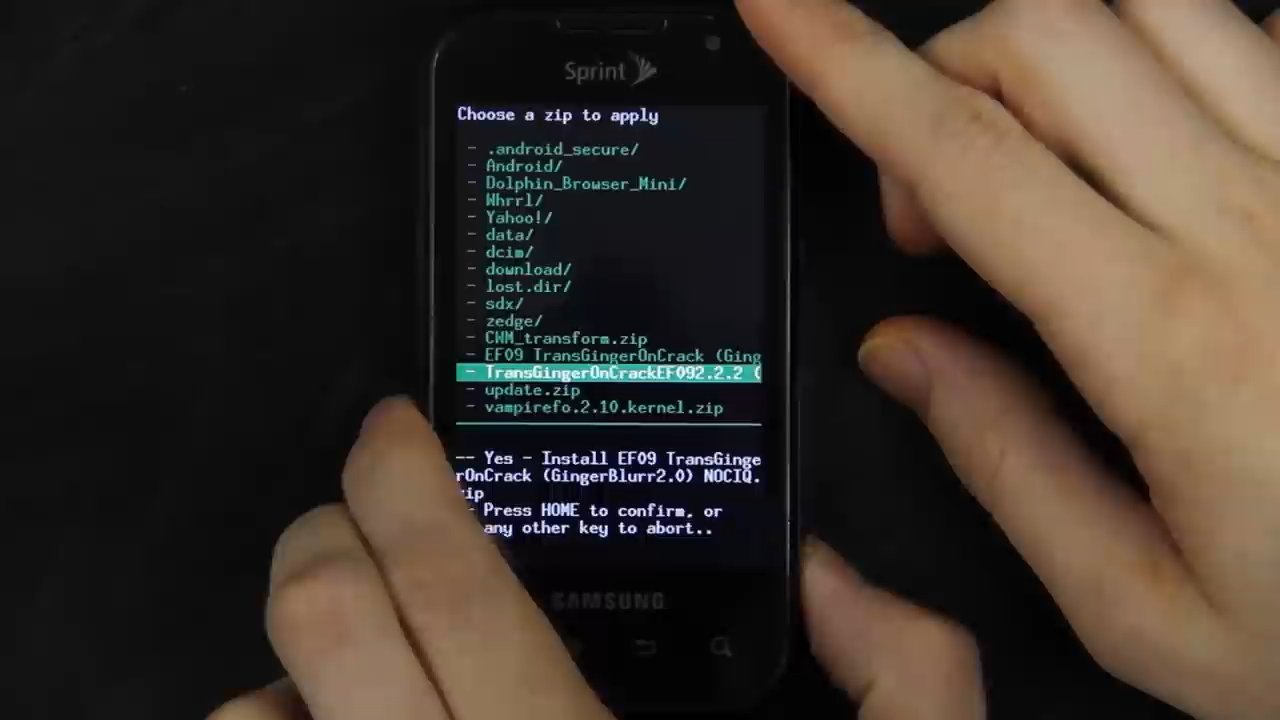 Sprint
Choose a zip to apply
- .android_secure/
- Android/
- Dolphin_Browser_Mini/
- Whrrl/
- Yahoo!/
- data/
- dcim/
- download/
- lost.dir/
- sdx/
- zedge/
- CWM_transform.zip
- EF09 TransGingerOnCrack (Ging
- TransGingerOnCrackEF092.2.2 (
- update.zip
- vampirefo.2.10.kernel.zip
-- Yes - Install EF09 TransGinge
rOnCrack (GingerBlurr2.0) NOCIQ.
zip
- Press HOME to confirm, or
any other key to abort..
SAMSUNG